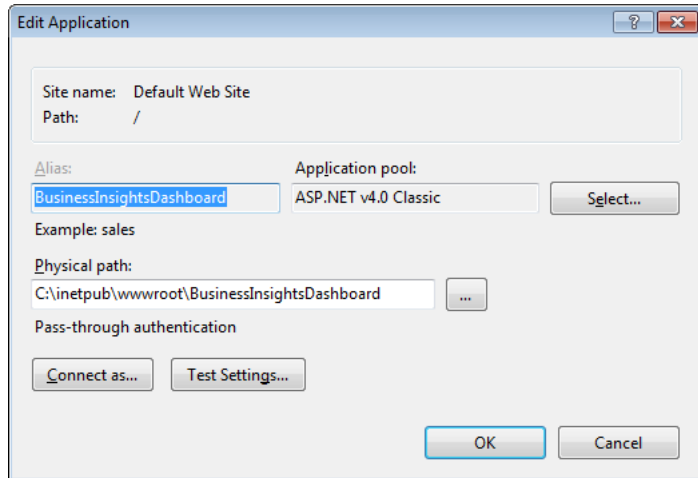 Edit Application
?
Site name: Default Web Site
Path: /
Alias: Application pool:
BusinessInsightsDashboard ASP.NET v4.0 Classic Select...
Example: sales
Physical path:
C:\inetpub\wwwroot\BusinessInsightsDashboard ...
Pass-through authentication
Connect as... Test Settings...
OK Cancel